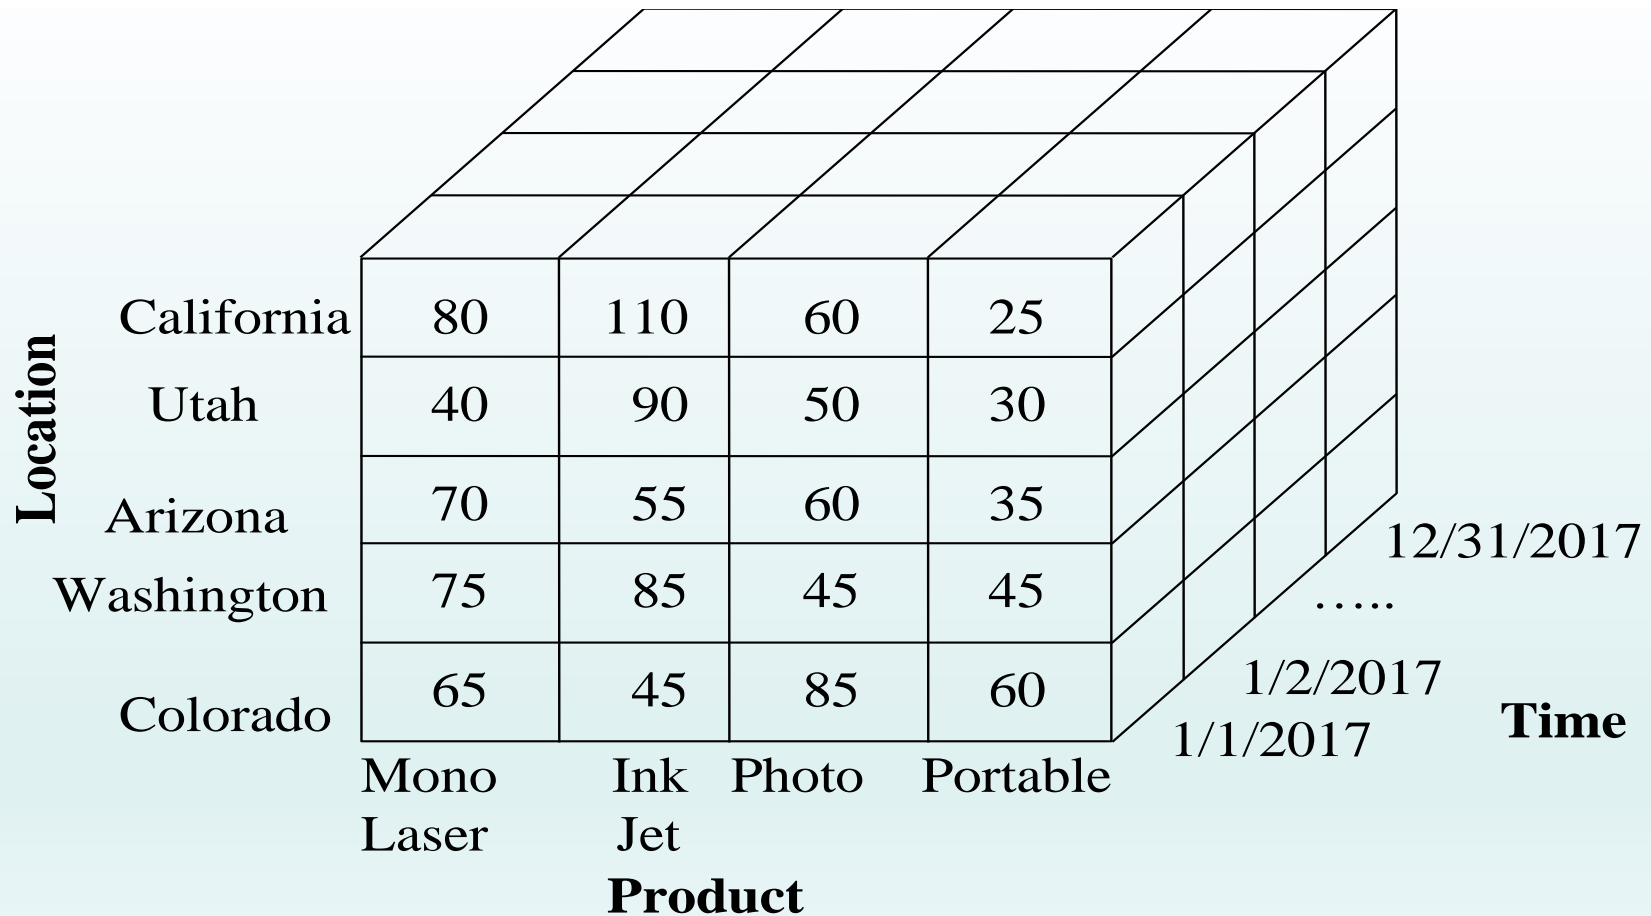 California 80 110 60 25
Utah 40 90 50 30
Arizona 70 55 60 35
Washington 75 85 45 45
Colorado 65 45 85 60
Location
12/31/2017
…..
1/2/2017
1/1/2017
Time
Mono Ink Photo Portable
Laser Jet
Product